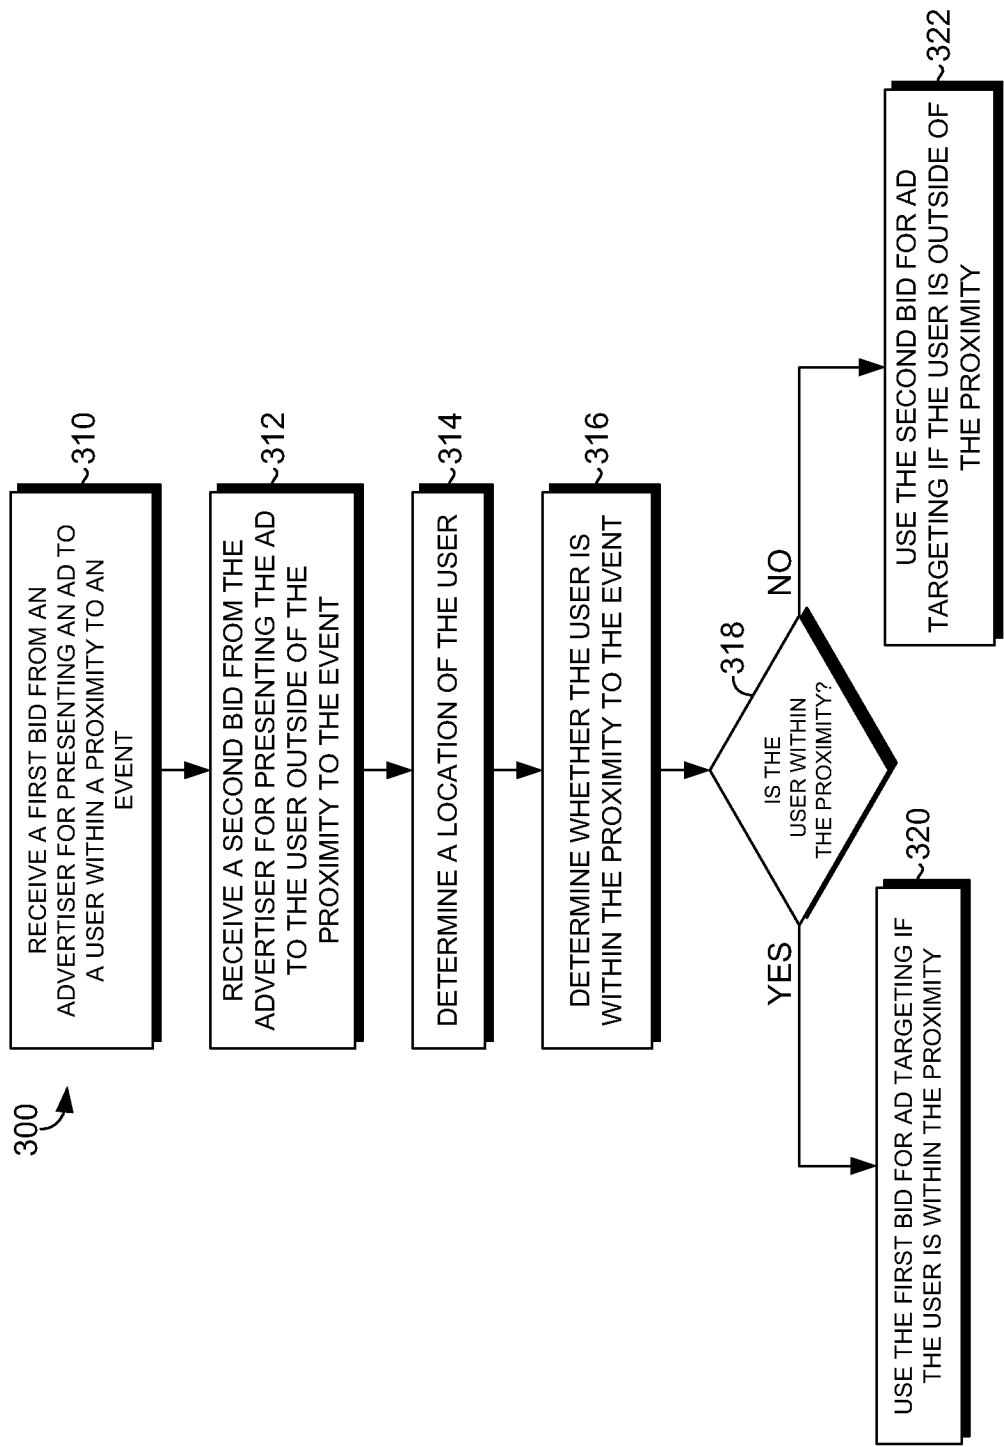 300
310
RECEIVE A FIRST BID FROM AN
ADVERTISER FOR PRESENTING AN AD TO
A USER WITHIN A PROXIMITY TO AN
EVENT
312
RECEIVE A SECOND BID FROM THE
ADVERTISER FOR PRESENTING THE AD
TO THE USER OUTSIDE OF THE
PROXIMITY TO THE EVENT
314
DETERMINE A LOCATION OF THE USER
316
DETERMINE WHETHER THE USER IS
WITHIN THE PROXIMITY TO THE EVENT
318
IS THE
USER WITHIN
THE PROXIMITY?
YES
NO
320
USE THE FIRST BID FOR AD TARGETING IF
THE USER IS WITHIN THE PROXIMITY
322
USE THE SECOND BID FOR AD
TARGETING IF THE USER IS OUTSIDE OF
THE PROXIMITY